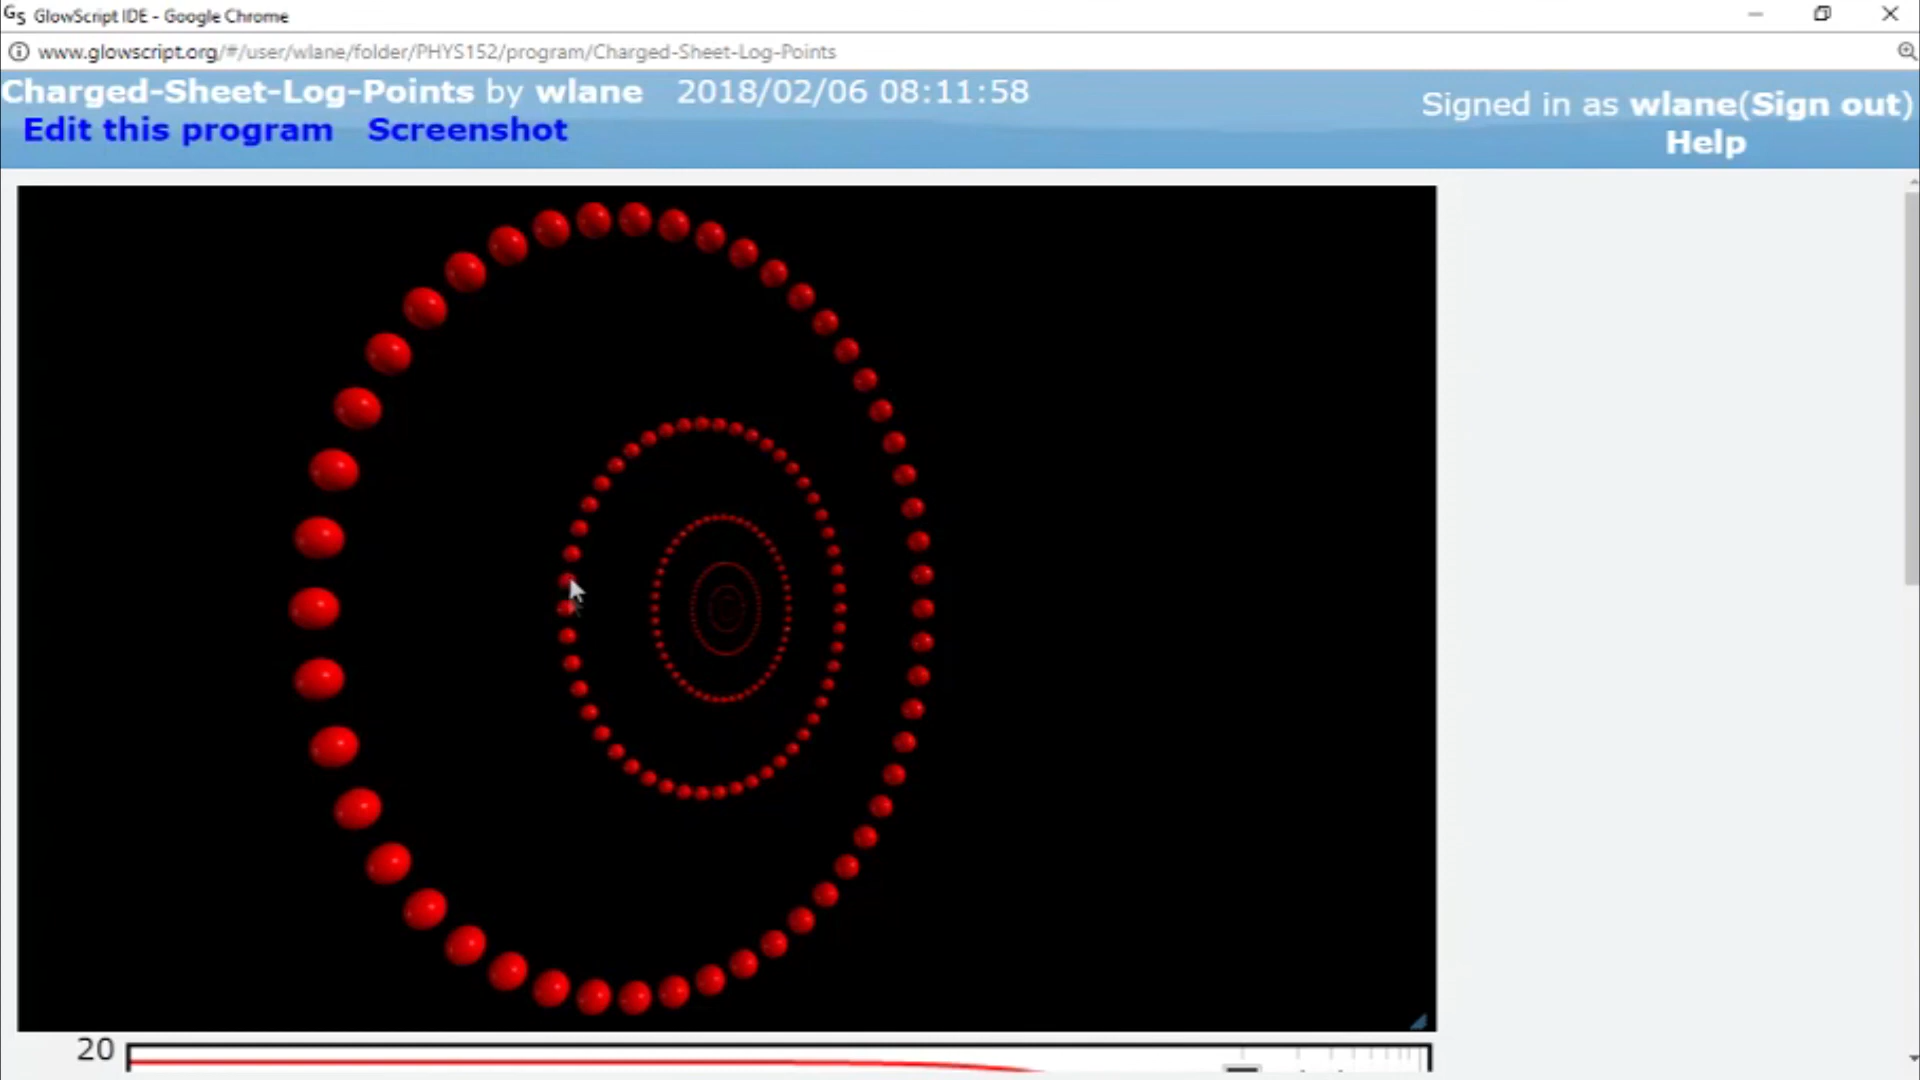 GS GlowScript IDE - Google Chrome
www.glowscript.org/#/user/wlane/folder/PHYS152/program/Charged-Sheet-Log-Points
Charged-Sheet-Log-Points by wlane 2018/02/06 08:11:58
Signed in as wlane(Sign out)
Edit this program Screenshot
Help
20